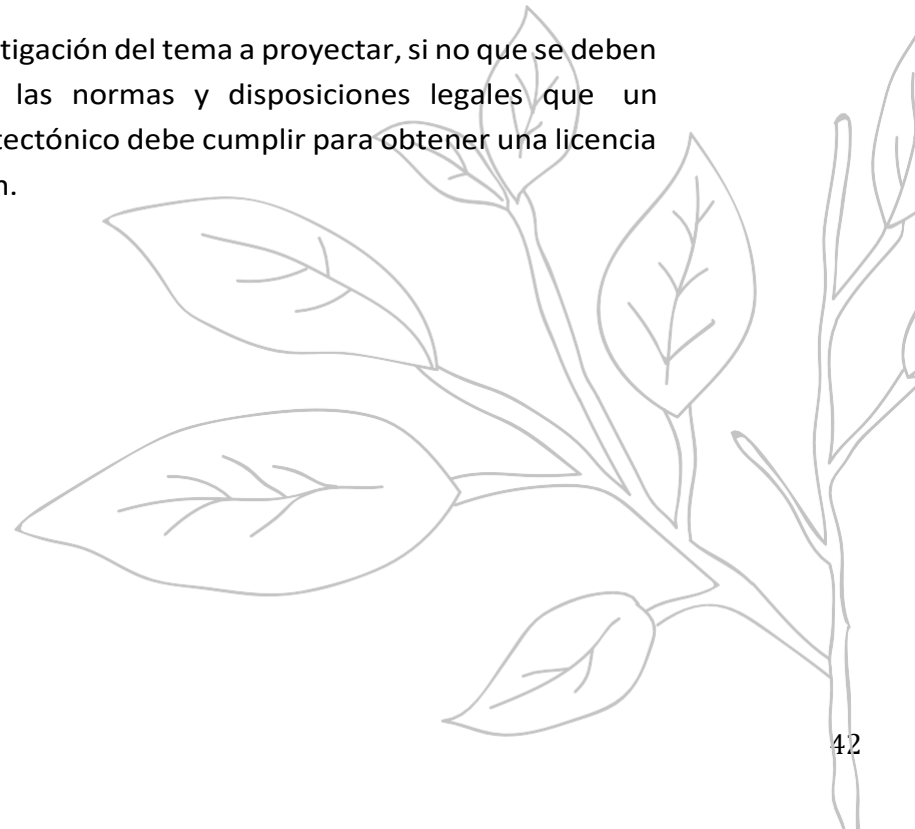 tigación del tema a proyectar, si no que se deben
las normas y disposiciones legales que un
tectónico debe cumplir para obtener una licencia
n.
42